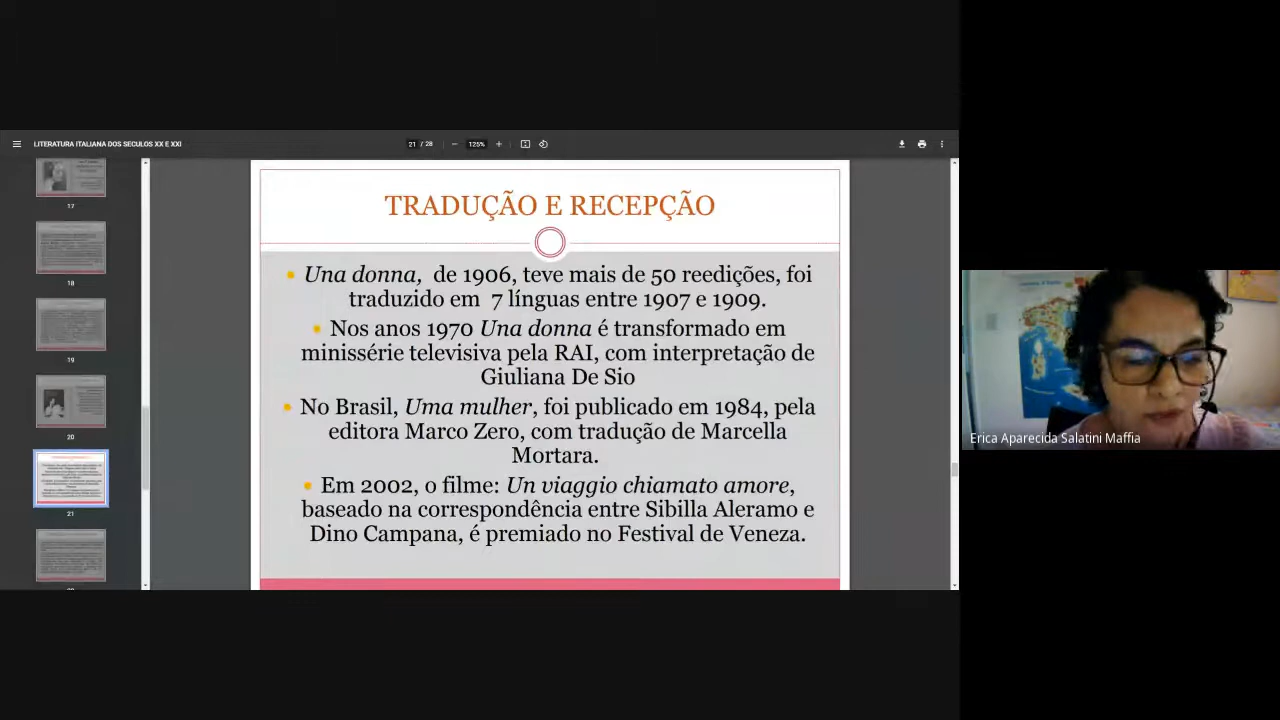 LITERATURA ITALIANA DOS SECULOS XX E XXI
21 / 28
125%
17
18
19
20
21
TRADUÇÃO E RECEPÇÃO
• Una donna, de 1906, teve mais de 50 reedições, foi
traduzido em 7 línguas entre 1907 e 1909.
• Nos anos 1970 Una donna é transformado em
minissérie televisiva pela RAI, com interpretação de
Giuliana De Sio
• No Brasil, Uma mulher, foi publicado em 1984, pela
editora Marco Zero, com tradução de Marcella
Mortara.
• Em 2002, o filme: Un viaggio chiamato amore,
baseado na correspondência entre Sibilla Aleramo e
Dino Campana, é premiado no Festival de Veneza.
Erica Aparecida Salatini Maffia